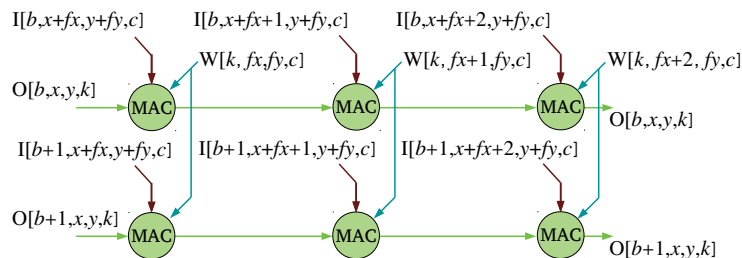 I[b,x+fx,y+fy,c] I[b,x+fx+1,y+fy,c] I[b,x+fx+2,y+fy,c]
W[k, fx,fy,c] W[k, fx+1,fy,c] W[k, fx+2, fy,c]
O[b,x,y,k]
MAC MAC MAC
O[b,x,y,k]
I[b+1,x+fx,y+fy,c] I[b+1,x+fx+1,y+fy,c] I[b+1,x+fx+2,y+fy,c]
O[b+1,x,y,k]
MAC MAC MAC
O[b+1,x,y,k]